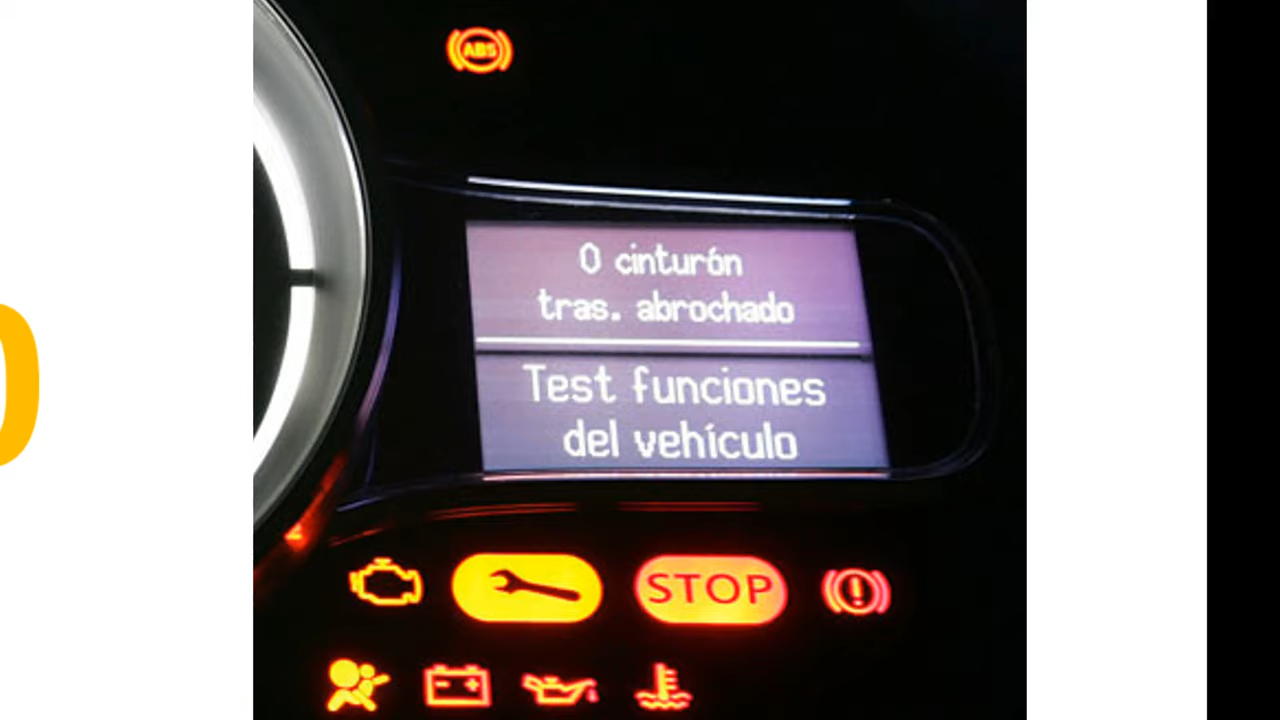 ABS
0 cinturón
tras. abrochado
Test funciones
del vehículo
STOP